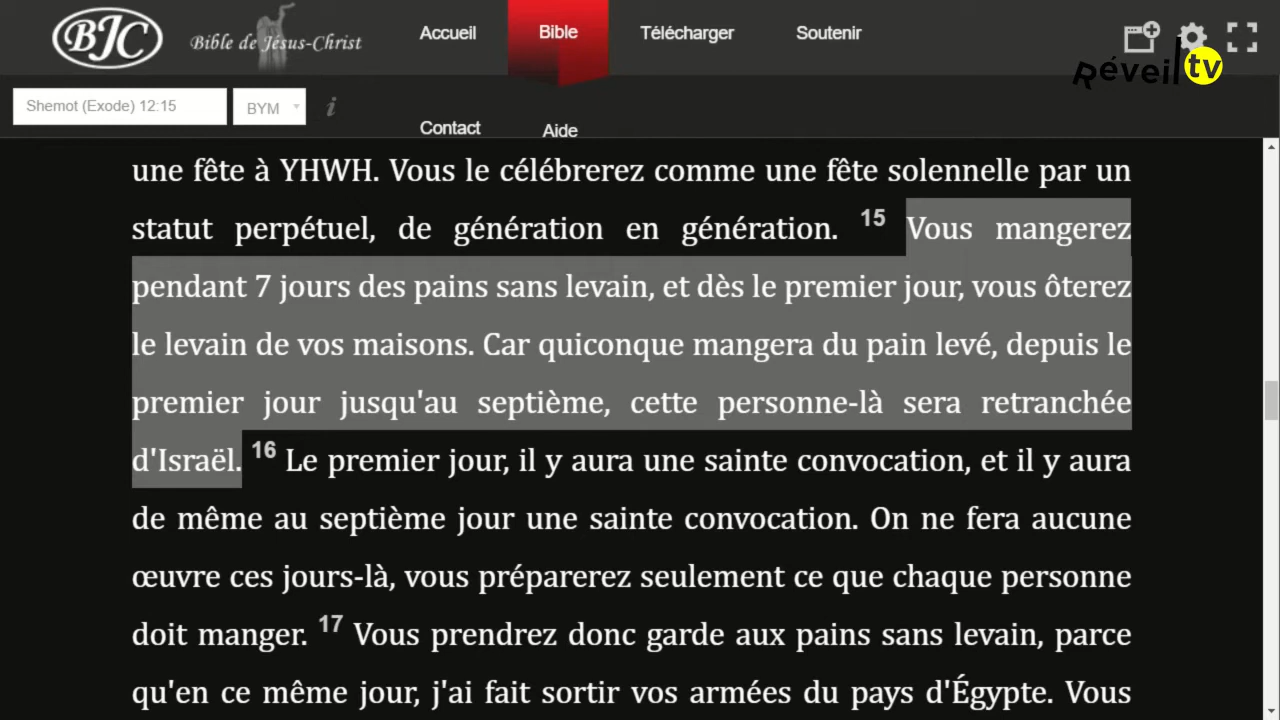 BJC Bible de Jésus-Christ Accueil Bible Télécharger Soutenir
Réveil tv
Shemot (Exode) 12:15 BYM i
Contact Aide
une fête à YHWH. Vous le célébrerez comme une fête solennelle par un
statut perpétuel, de génération en génération. 15 Vous mangerez
pendant 7 jours des pains sans levain, et dès le premier jour, vous ôterez
le levain de vos maisons. Car quiconque mangera du pain levé, depuis le
premier jour jusqu'au septième, cette personne-là sera retranchée
d'Israël. 16 Le premier jour, il y aura une sainte convocation, et il y aura
de même au septième jour une sainte convocation. On ne fera aucune
œuvre ces jours-là, vous préparerez seulement ce que chaque personne
doit manger. 17 Vous prendrez donc garde aux pains sans levain, parce
qu'en ce même jour, j'ai fait sortir vos armées du pays d'Égypte. Vous